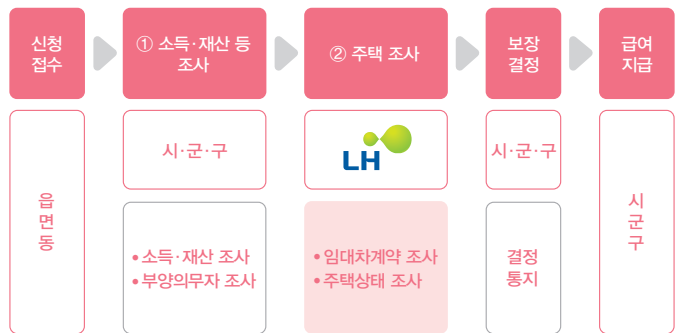 신청
접수
① 소득·재산 등
조사
② 주택 조사
보장
결정
급여
지급
읍
면
동
시·군·구
LH
시·군·구
시
군
구
•소득·재산 조사
•부양의무자 조사
•임대차계약 조사
•주택상태 조사
결정
통지